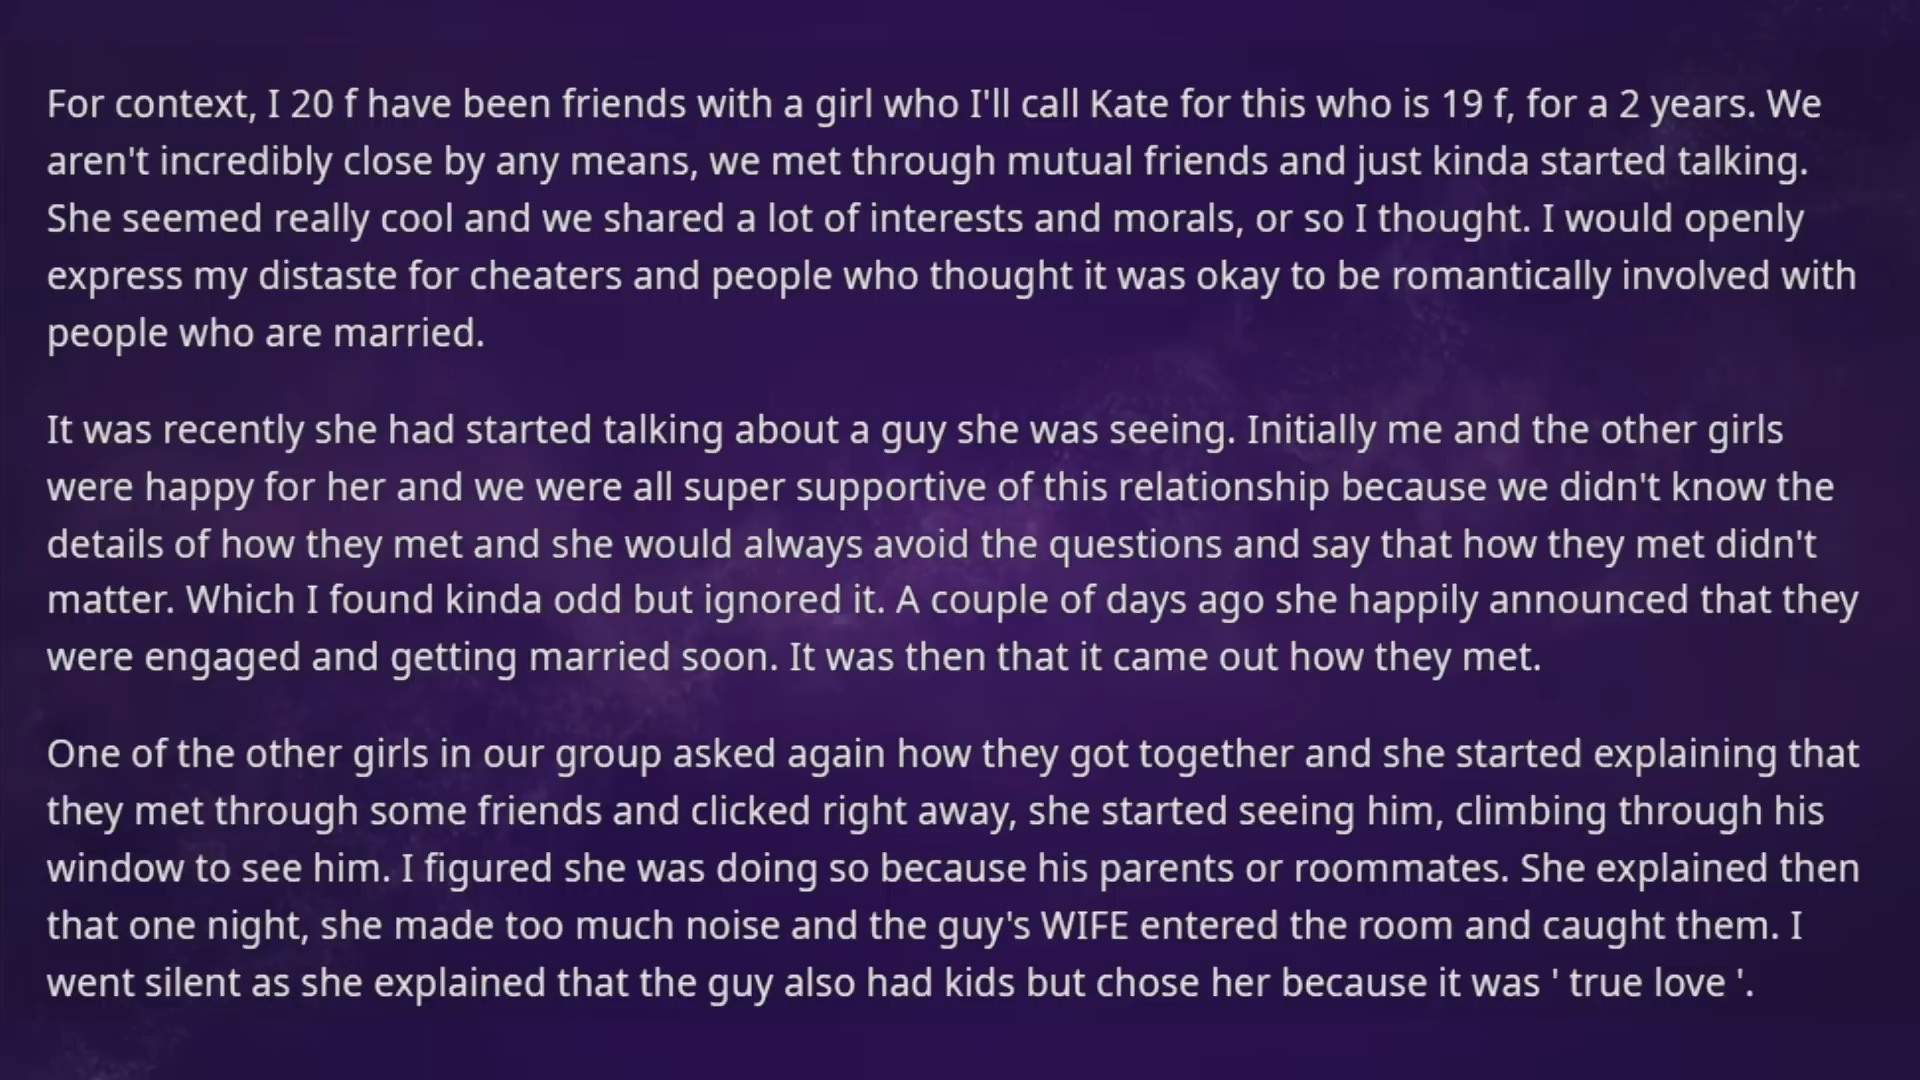 For context, I 20 f have been friends with a girl who I'll call Kate for this who is 19 f, for a 2 years. We
aren't incredibly close by any means, we met through mutual friends and just kinda started talking.
She seemed really cool and we shared a lot of interests and morals, or so I thought. I would openly
express my distaste for cheaters and people who thought it was okay to be romantically involved with
people who are married.
It was recently she had started talking about a guy she was seeing. Initially me and the other girls
were happy for her and we were all super supportive of this relationship because we didn't know the
details of how they met and she would always avoid the questions and say that how they met didn't
matter. Which I found kinda odd but ignored it. A couple of days ago she happily announced that they
were engaged and getting married soon. It was then that it came out how they met.
One of the other girls in our group asked again how they got together and she started explaining that
they met through some friends and clicked right away, she started seeing him, climbing through his
window to see him. I figured she was doing so because his parents or roommates. She explained then
that one night, she made too much noise and the guy's WIFE entered the room and caught them. I
went silent as she explained that the guy also had kids but chose her because it was ' true love '.